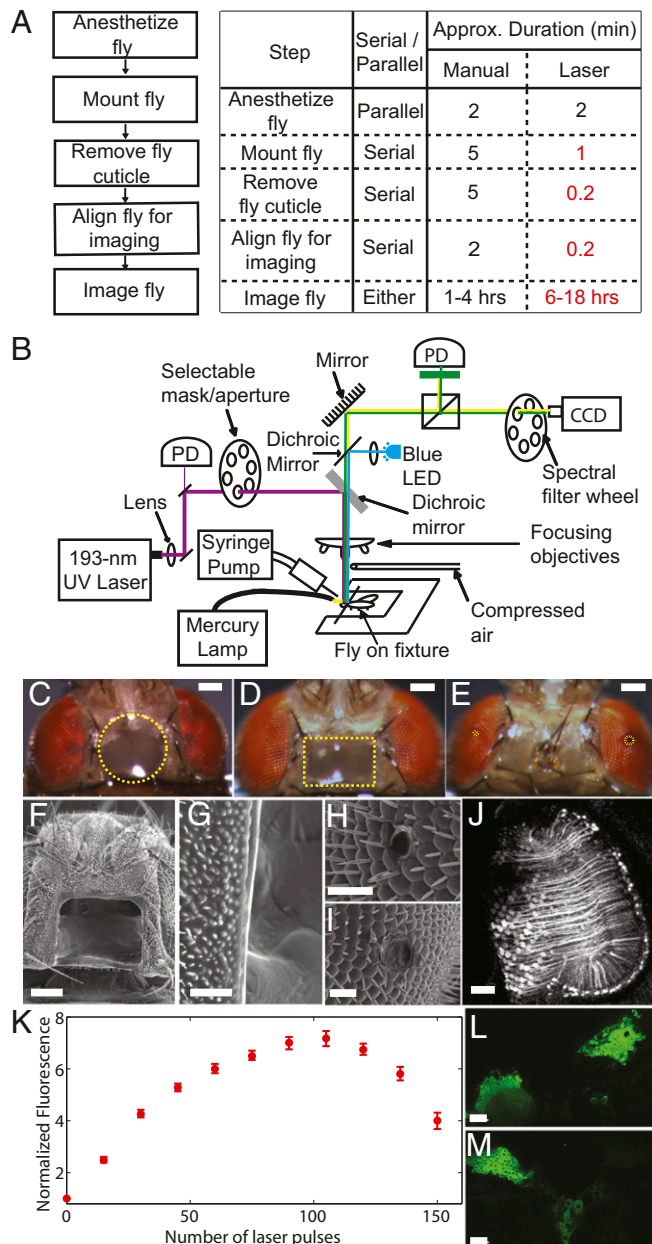 A
Anesthetize
fly
Mount fly
Remove fly
cuticle
Align fly for
imaging
Image fly
Step
Serial /
Parallel
Approx. Duration (min)
Manual
Laser
Anesthetize
fly
Parallel
2
2
Mount fly
Serial
5
1
Remove
fly cuticle
Serial
5
0.2
Align fly for
imaging
Serial
2
0.2
Image fly
Either
1-4 hrs
6-18 hrs
B
Selectable
mask/aperture
Mirror
PD
CCD
PD
Dichroic
Mirror
Blue
LED
Spectral
filter wheel
Lens
Dichroic
mirror
193-nm
UV Laser
Syringe
Pump
Focusing
objectives
Mercury
Lamp
Compressed
air
Fly on fixture
C
D
E
F
G
H
I
J
K
Normalized Fluorescence
8
6
4
2
0
50
100
150
Number of laser pulses
L
M